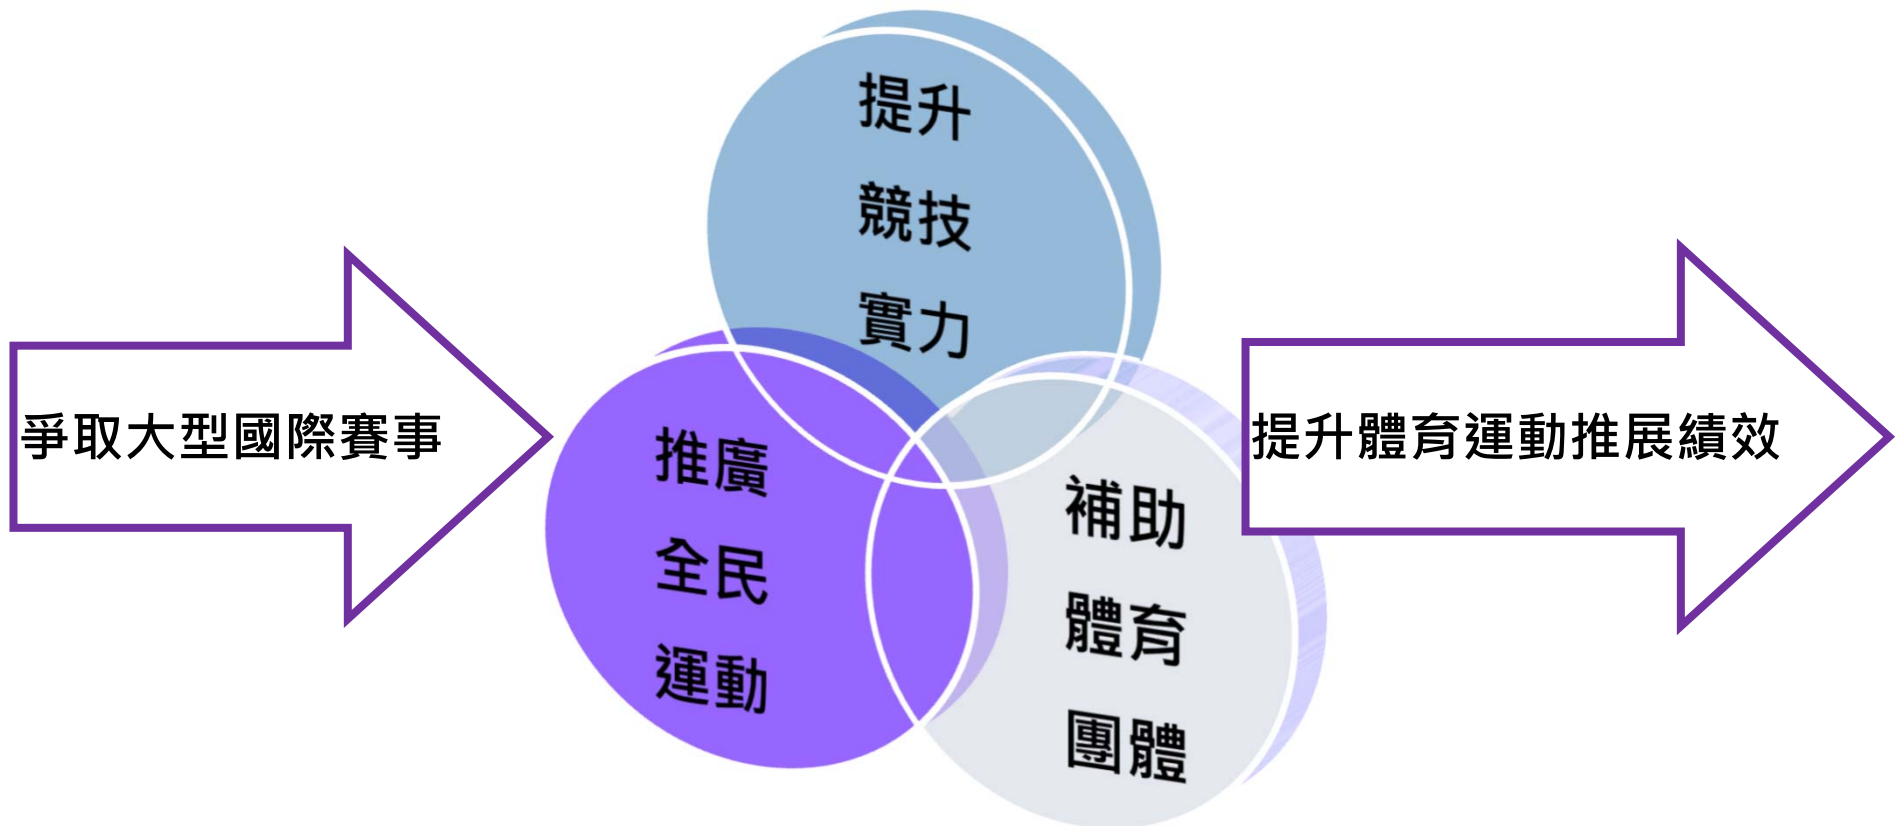 爭取大型國際賽事
提升
競技
實力
推廣
全民
運動
補助
體育
團體
提升體育運動推展績效